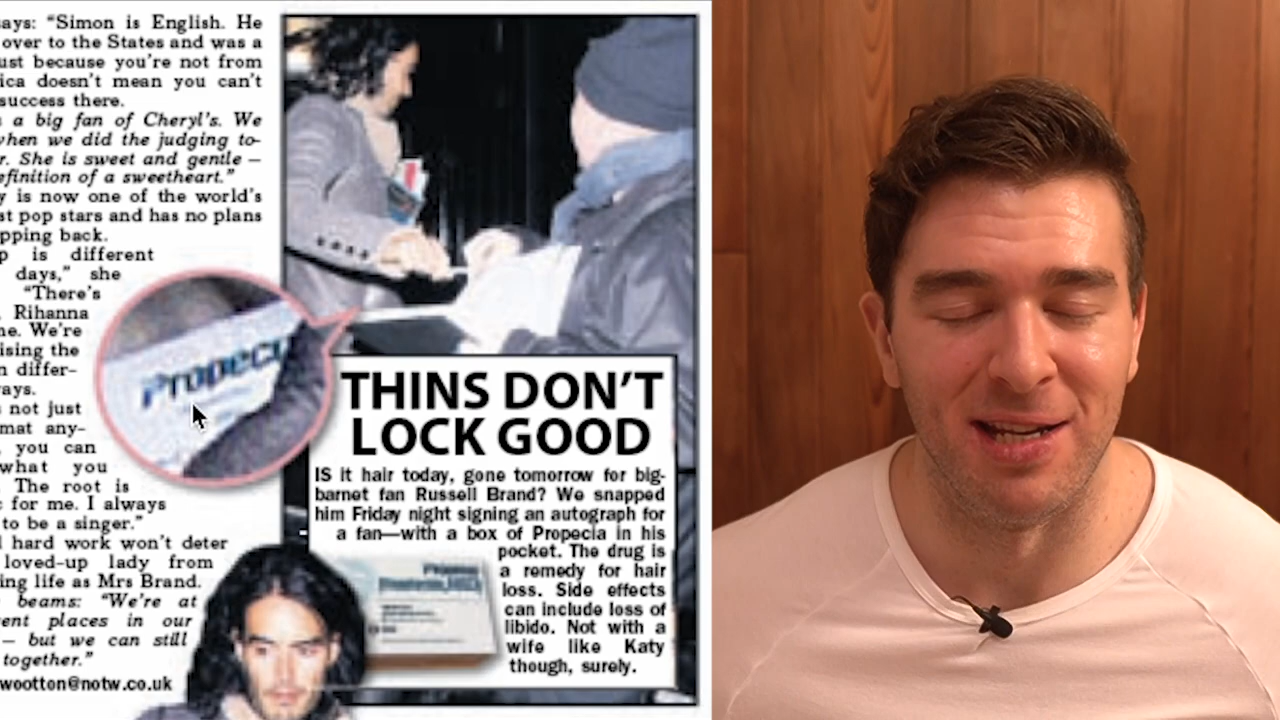 says: “Simon is English. He
over to the States and was a
ust because you’re not from
ica doesn’t mean you can’t
success there.
a big fan of Cheryl’s. We
when we did the judging to-
r. She is sweet and gentle –
efinition of a sweetheart.”
y is now one of the world’s
st pop stars and has no plans
pping back.
p is different
days,” she
“There’s
Rihanna
ne. We’re
ising the
n differ-
ays.
not just
mat any-
you can
what you
The root is
c for me. I always
to be a singer.”
d hard work won’t deter
loved-up lady from
ing life as Mrs Brand.
beams: “We’re at
ent places in our
– but we can still
together.”
wootton@notw.co.uk
Propecia
THINS DON’T
LOCK GOOD
IS it hair today, gone tomorrow for big-
barnet fan Russell Brand? We snapped
him Friday night signing an autograph for
a fan—with a box of Propecia in his
pocket. The drug is
a remedy for hair
loss. Side effects
can include loss of
libido. Not with a
wife like Katy
though, surely.